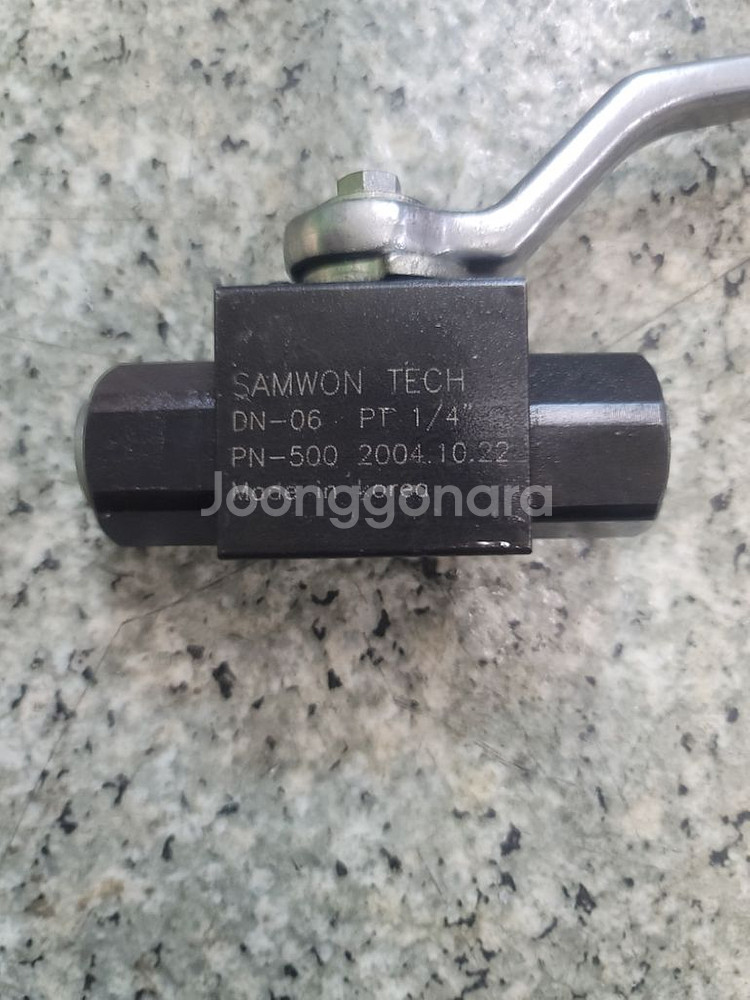 SAMWON TECH
DN-06 PT 1/4"
PN-500 2004.10.22
Made in Korea
Joonggonara